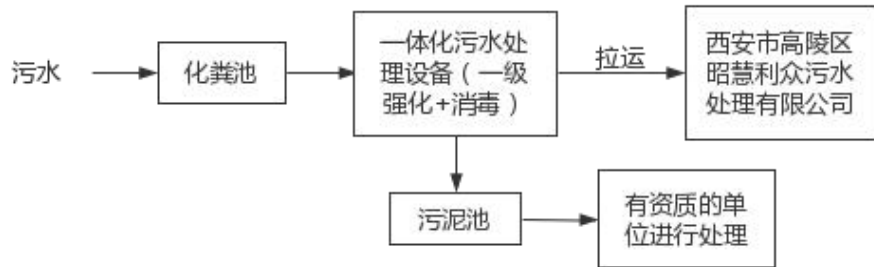 污水
化粪池
一体化污水处
理设备（一级
强化+消毒）
拉运
西安市高陵区
昭慧利众污水
处理有限公司
污泥池
有资质的单
位进行处理